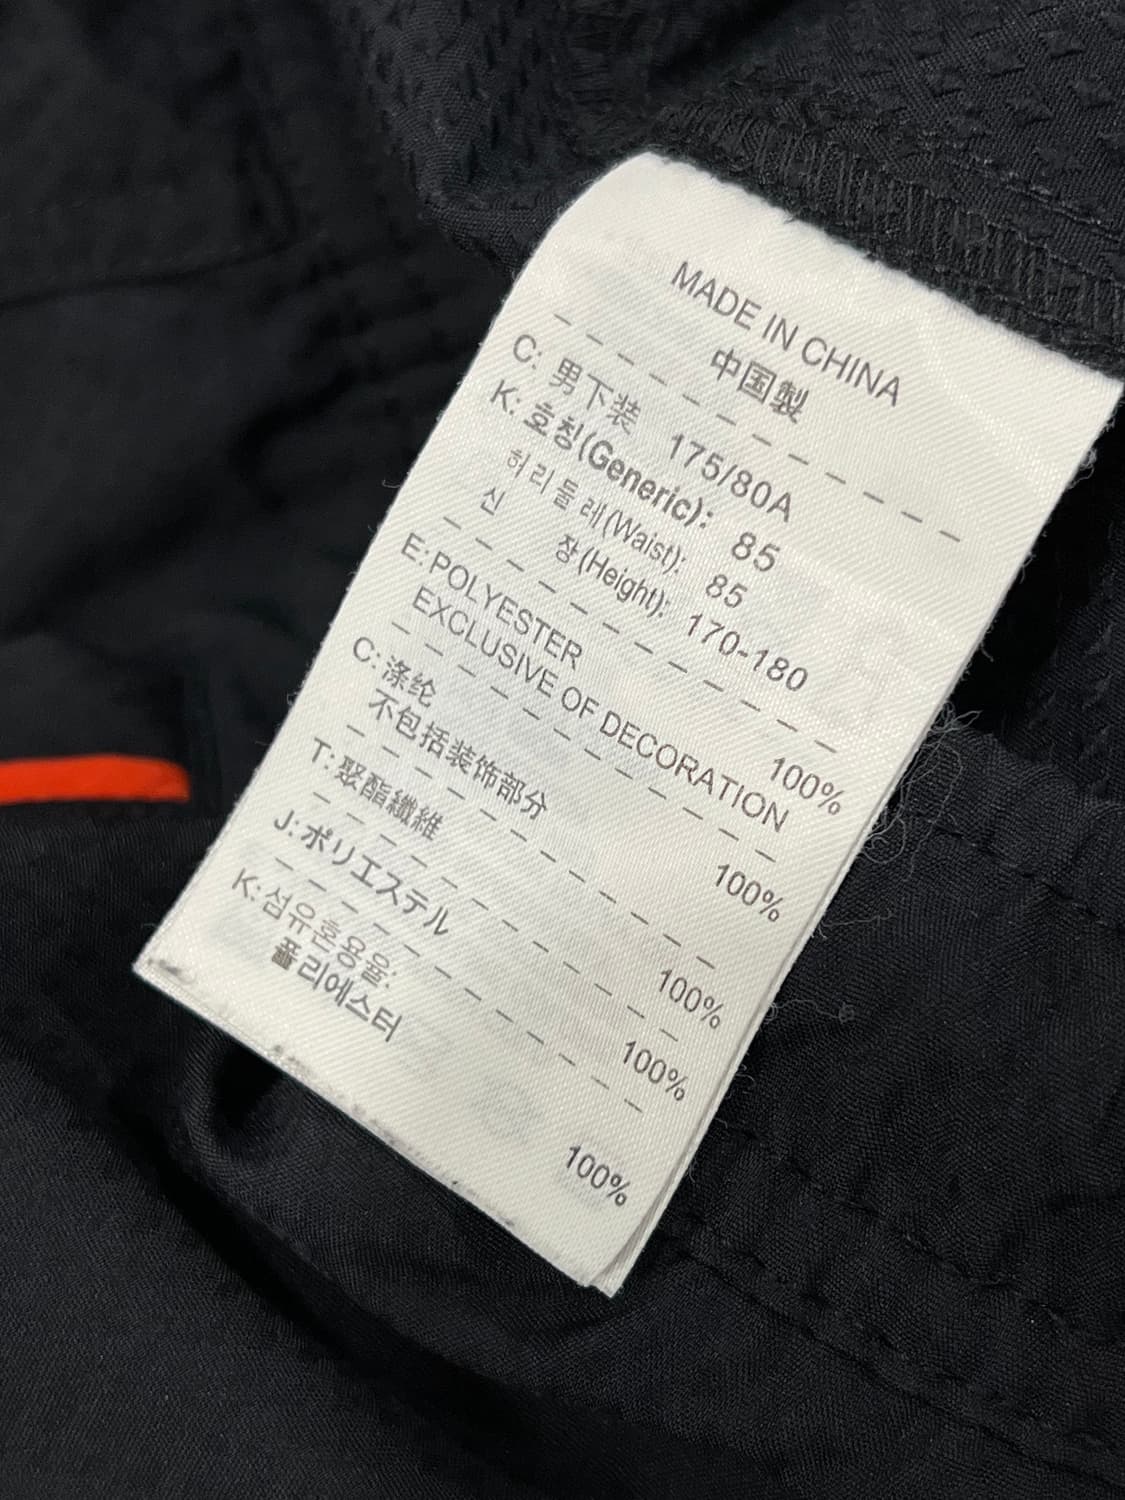 MADE IN CHINA
中国製
C: 男下装 175/80A
K: 호칭(Generic): 85
허리둘레(Waist): 85
신 장(Height): 170-180
E: POLYESTER 100%
EXCLUSIVE OF DECORATION
C: 涤纶 100%
不包括装饰部分
T: 聚酯纖維 100%
J: ポリエステル 100%
K: 섬유혼용율:
폴리에스터 100%